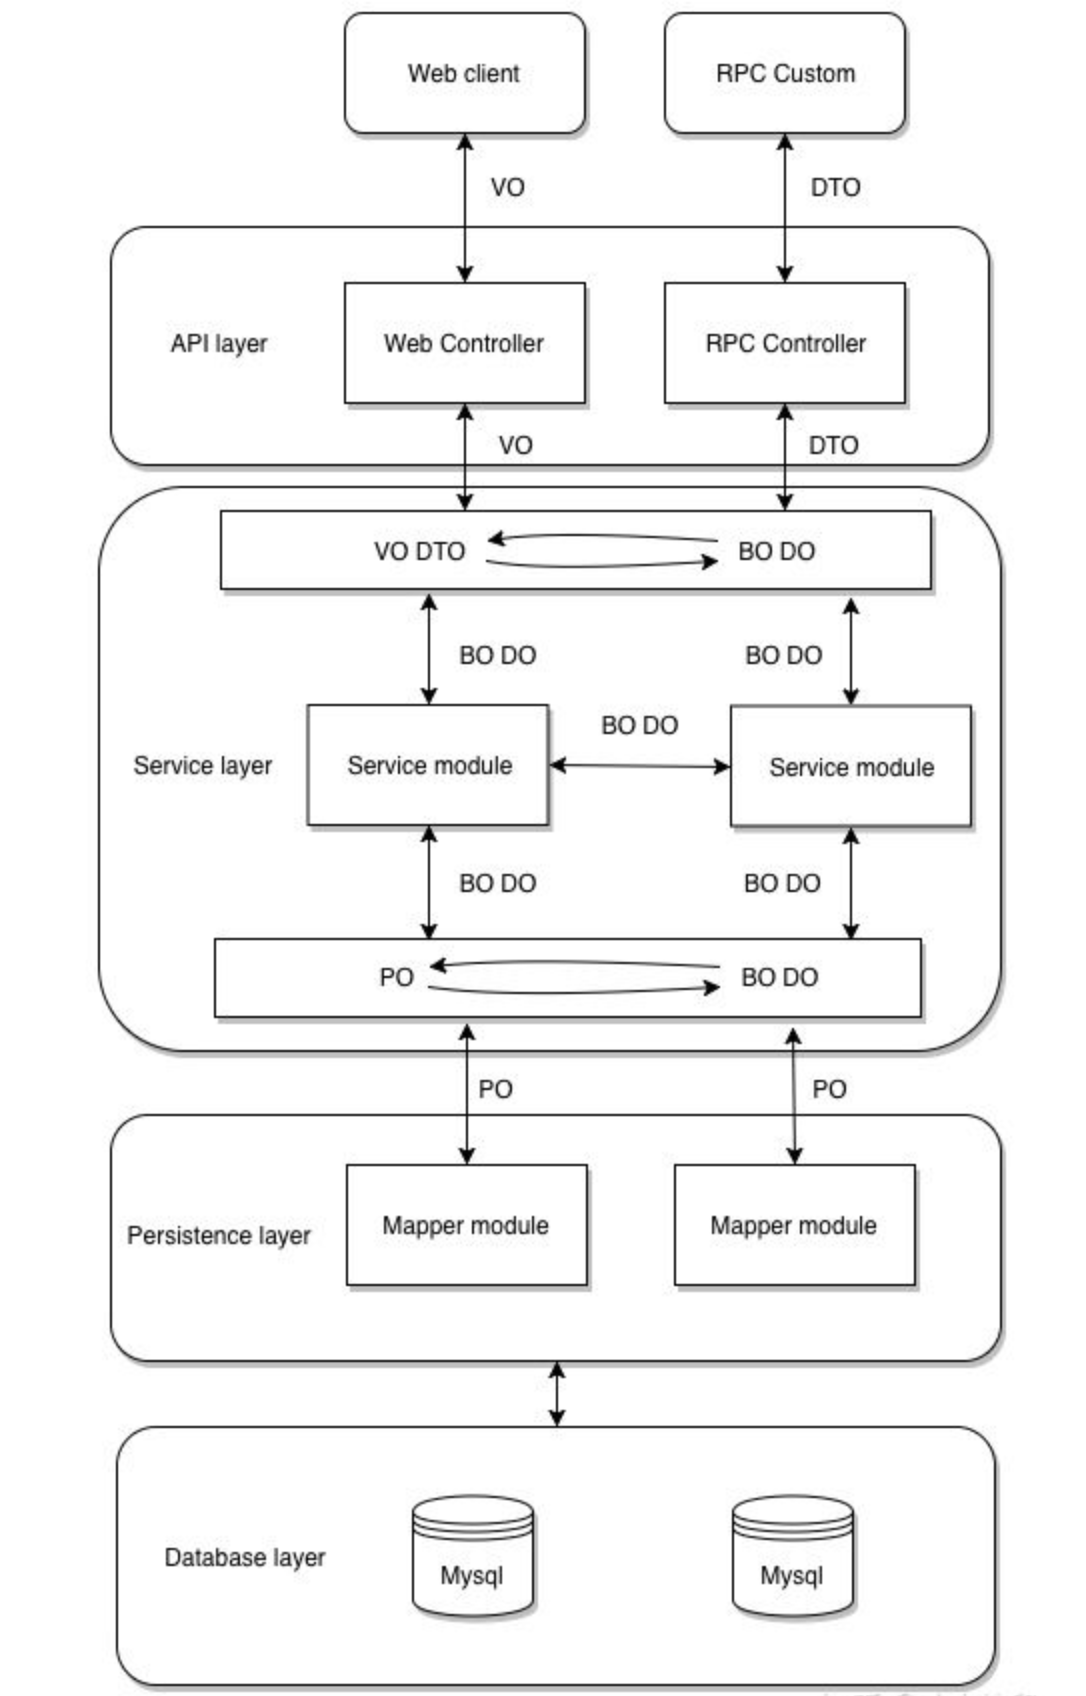 Web client
RPC Custom
VO
DTO
API layer
Web Controller
RPC Controller
VO
DTO
VO DTO
BO DO
BO DO
BO DO
BO DO
Service layer
Service module
Service module
BO DO
BO DO
PO
BO DO
PO
PO
Persistence layer
Mapper module
Mapper module
Database layer
Mysql
Mysql